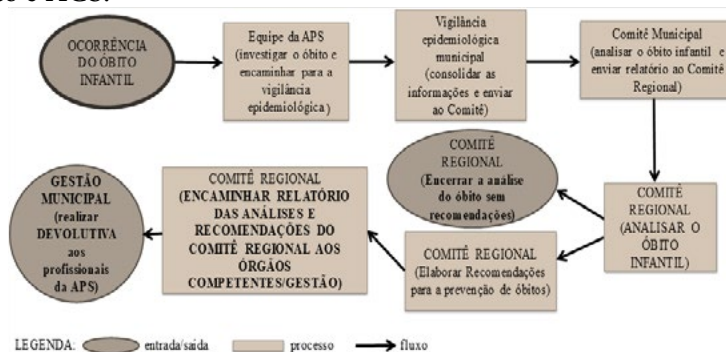 OCORRÊNCIA
DO ÓBITO
INFANTIL
Equipe da APS
(investigar o óbito e
encaminhar para a
vigilância
epidemiológica)
Vigilância
epidemiológica
municipal
(consolidar as
informações e enviar
ao Comitê)
Comitê Municipal
(analisar o óbito infantil e
enviar relatório ao Comitê
Regional)
COMITÊ
REGIONAL
(ANALISAR O
ÓBITO
INFANTIL)
COMITÊ
REGIONAL
(Encerrar a análise
do óbito sem
recomendações)
COMITÊ REGIONAL
(Elaborar Recomendações
para a prevenção de óbitos)
COMITÊ REGIONAL
(ENCAMINHAR RELATÓRIO
DAS ANÁLISES E
RECOMENDAÇÕES DO
COMITÊ REGIONAL AOS
ÓRGÃOS
COMPETENTES/GESTÃO)
GESTÃO
MUNICIPAL
(realizar
DEVOLUTIVA
aos
profissionais
da APS)
LEGENDA: entrada/saída processo fluxo